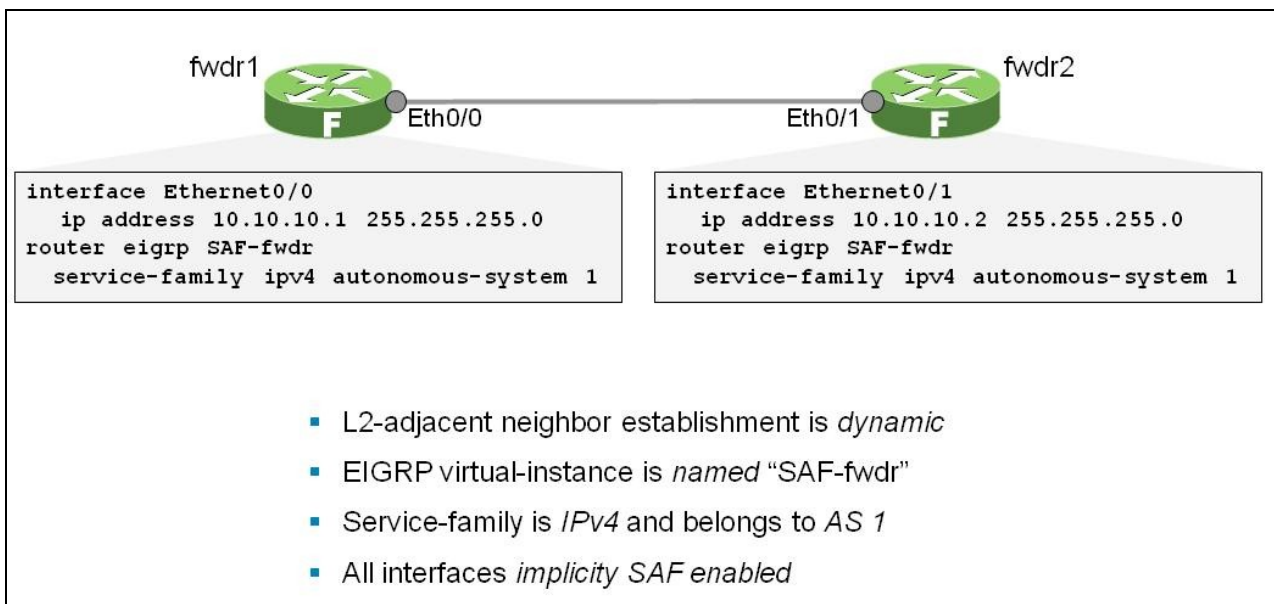 fwdr1
fwdr2
F
Eth0/0
Eth0/1
F
interface Ethernet0/0
ip address 10.10.10.1 255.255.255.0
router eigrp SAF-fwdr
service-family ipv4 autonomous-system 1
interface Ethernet0/1
ip address 10.10.10.2 255.255.255.0
router eigrp SAF-fwdr
service-family ipv4 autonomous-system 1
▪ L2-adjacent neighbor establishment is dynamic
▪ EIGRP virtual-instance is named “SAF-fwdr”
▪ Service-family is IPv4 and belongs to AS 1
▪ All interfaces implicity SAF enabled